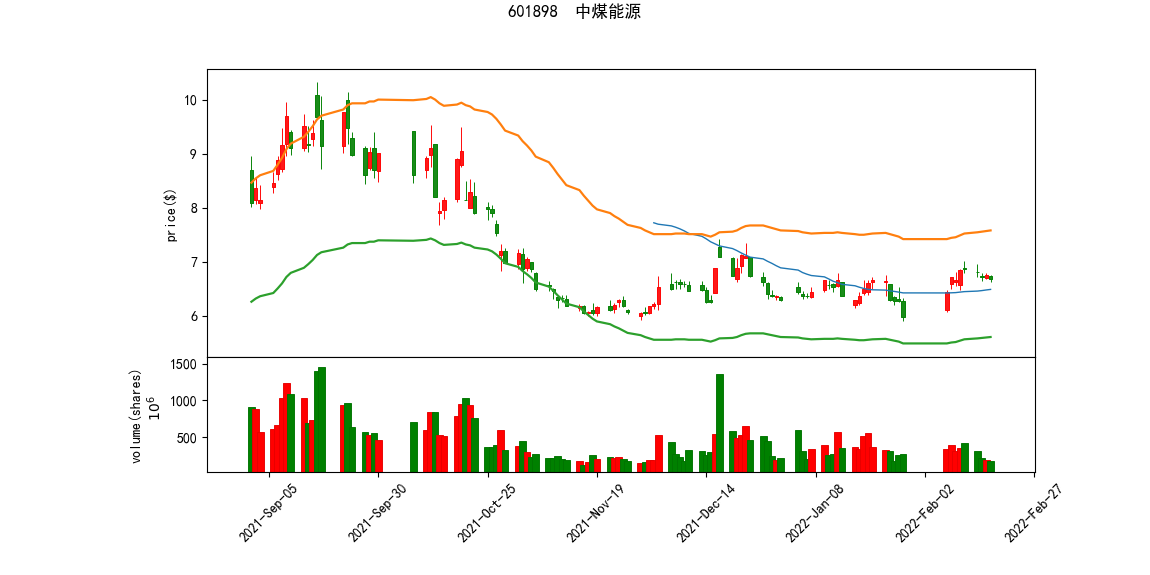 601898 中煤能源
price($)
10
9
8
7
6
volume(shares)
10^6
1500
1000
500
2021-Sep-05
2021-Sep-30
2021-Oct-25
2021-Nov-19
2021-Dec-14
2022-Jan-08
2022-Feb-02
2022-Feb-27